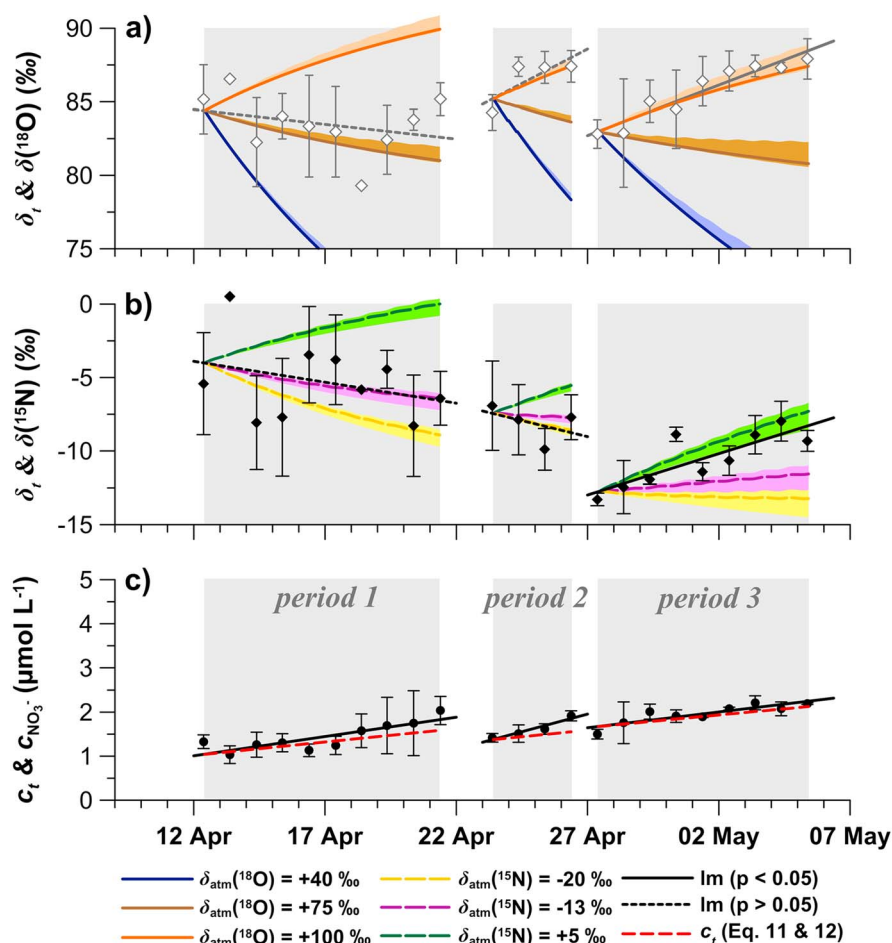 a)
90
85
80
75
δt & δ(¹⁸O) (‰)
b)
0
-5
-10
-15
δt & δ(¹⁵N) (‰)
c)
period 1
period 2
period 3
5
4
3
2
1
0
ct & cNO₃- (µmol L⁻¹)
12 Apr 17 Apr 22 Apr 27 Apr 02 May 07 May
δatm(¹⁸O) = +40 ‰ δatm(¹⁵N) = -20 ‰ lm (p < 0.05)
δatm(¹⁸O) = +75 ‰ δatm(¹⁵N) = -13 ‰ lm (p > 0.05)
δatm(¹⁸O) = +100 ‰ δatm(¹⁵N) = +5 ‰ ct (Eq. 11 & 12)